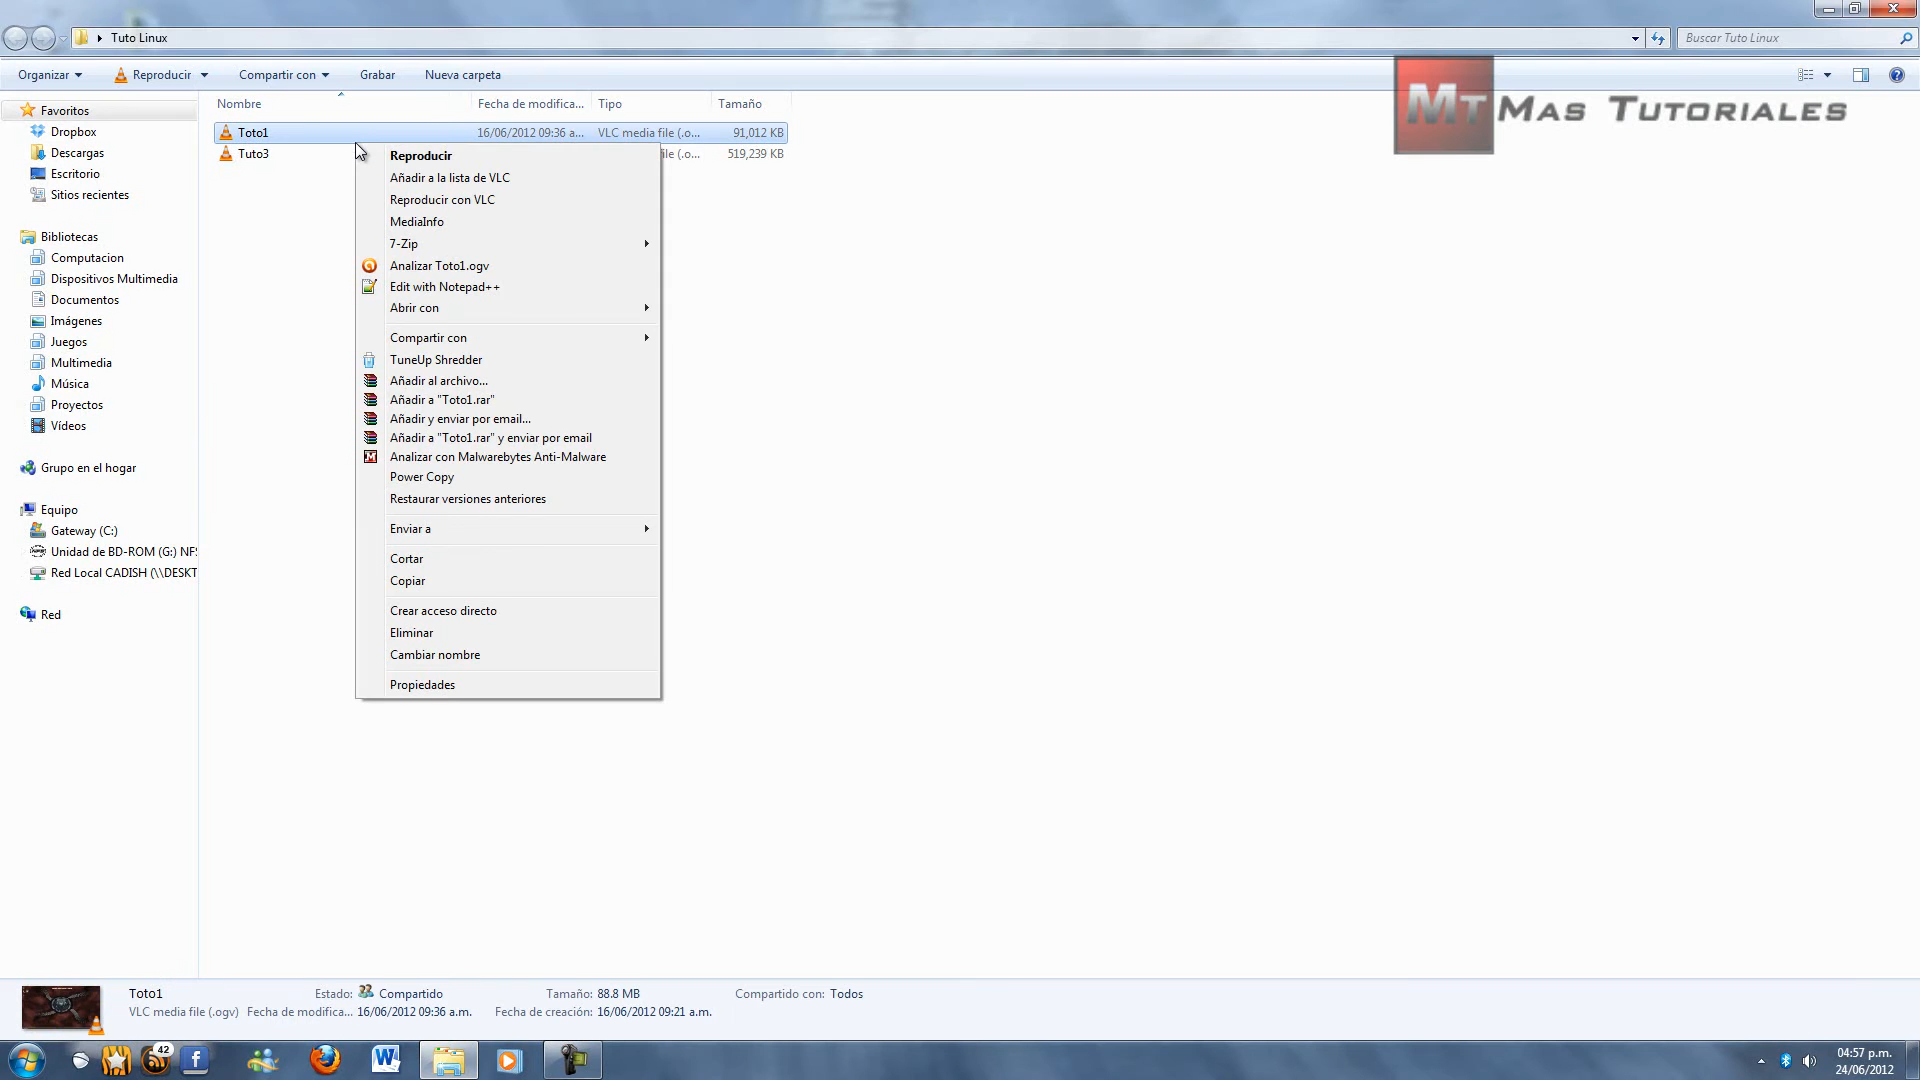 Tuto Linux
Buscar Tuto Linux
Organizar
Reproducir
Compartir con
Grabar
Nueva carpeta
MT MAS TUTORIALES
Favoritos
Dropbox
Descargas
Escritorio
Sitios recientes
Bibliotecas
Computacion
Dispositivos Multimedia
Documentos
Imágenes
Juegos
Multimedia
Música
Proyectos
Vídeos
Grupo en el hogar
Equipo
Gateway (C:)
Unidad de BD-ROM (G:) NFS
Red Local CADISH (\\DESKT
Red
Nombre
Fecha de modifica...
Tipo
Tamaño
Toto1
16/06/2012 09:36 a...
VLC media file (.o...
91,012 KB
Tuto3
ile (.o...
519,239 KB
Reproducir
Añadir a la lista de VLC
Reproducir con VLC
MediaInfo
7-Zip
Analizar Toto1.ogv
Edit with Notepad++
Abrir con
Compartir con
TuneUp Shredder
Añadir al archivo...
Añadir a "Toto1.rar"
Añadir y enviar por email...
Añadir a "Toto1.rar" y enviar por email
Analizar con Malwarebytes Anti-Malware
Power Copy
Restaurar versiones anteriores
Enviar a
Cortar
Copiar
Crear acceso directo
Eliminar
Cambiar nombre
Propiedades
Toto1
Estado: Compartido
Tamaño: 88.8 MB
Compartido con: Todos
VLC media file (.ogv)
Fecha de modifica... 16/06/2012 09:36 a.m.
Fecha de creación: 16/06/2012 09:21 a.m.
42
04:57 p.m.
24/06/2012